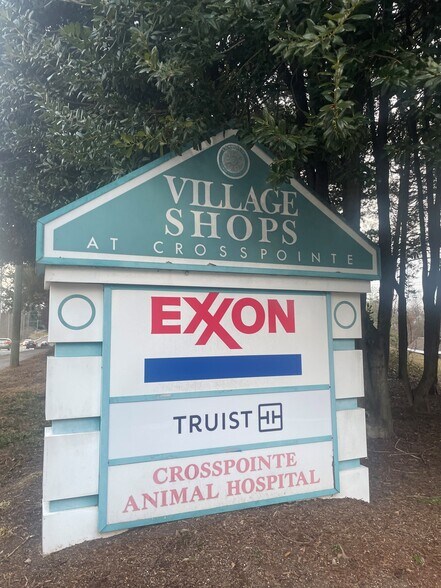 VILLAGE
SHOPS
AT CROSSPOINTE
EXXON
TRUIST
CROSSPOINTE
ANIMAL HOSPITAL